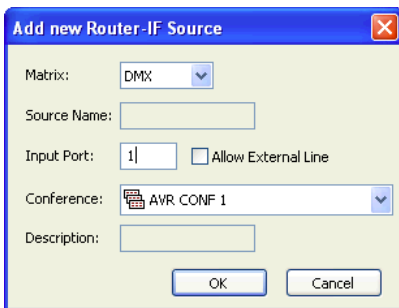 Add new Router-IF Source
Matrix: DMX
Source Name:
Input Port: 1 Allow External Line
Conference: AVR CONF 1
Description:
OK Cancel